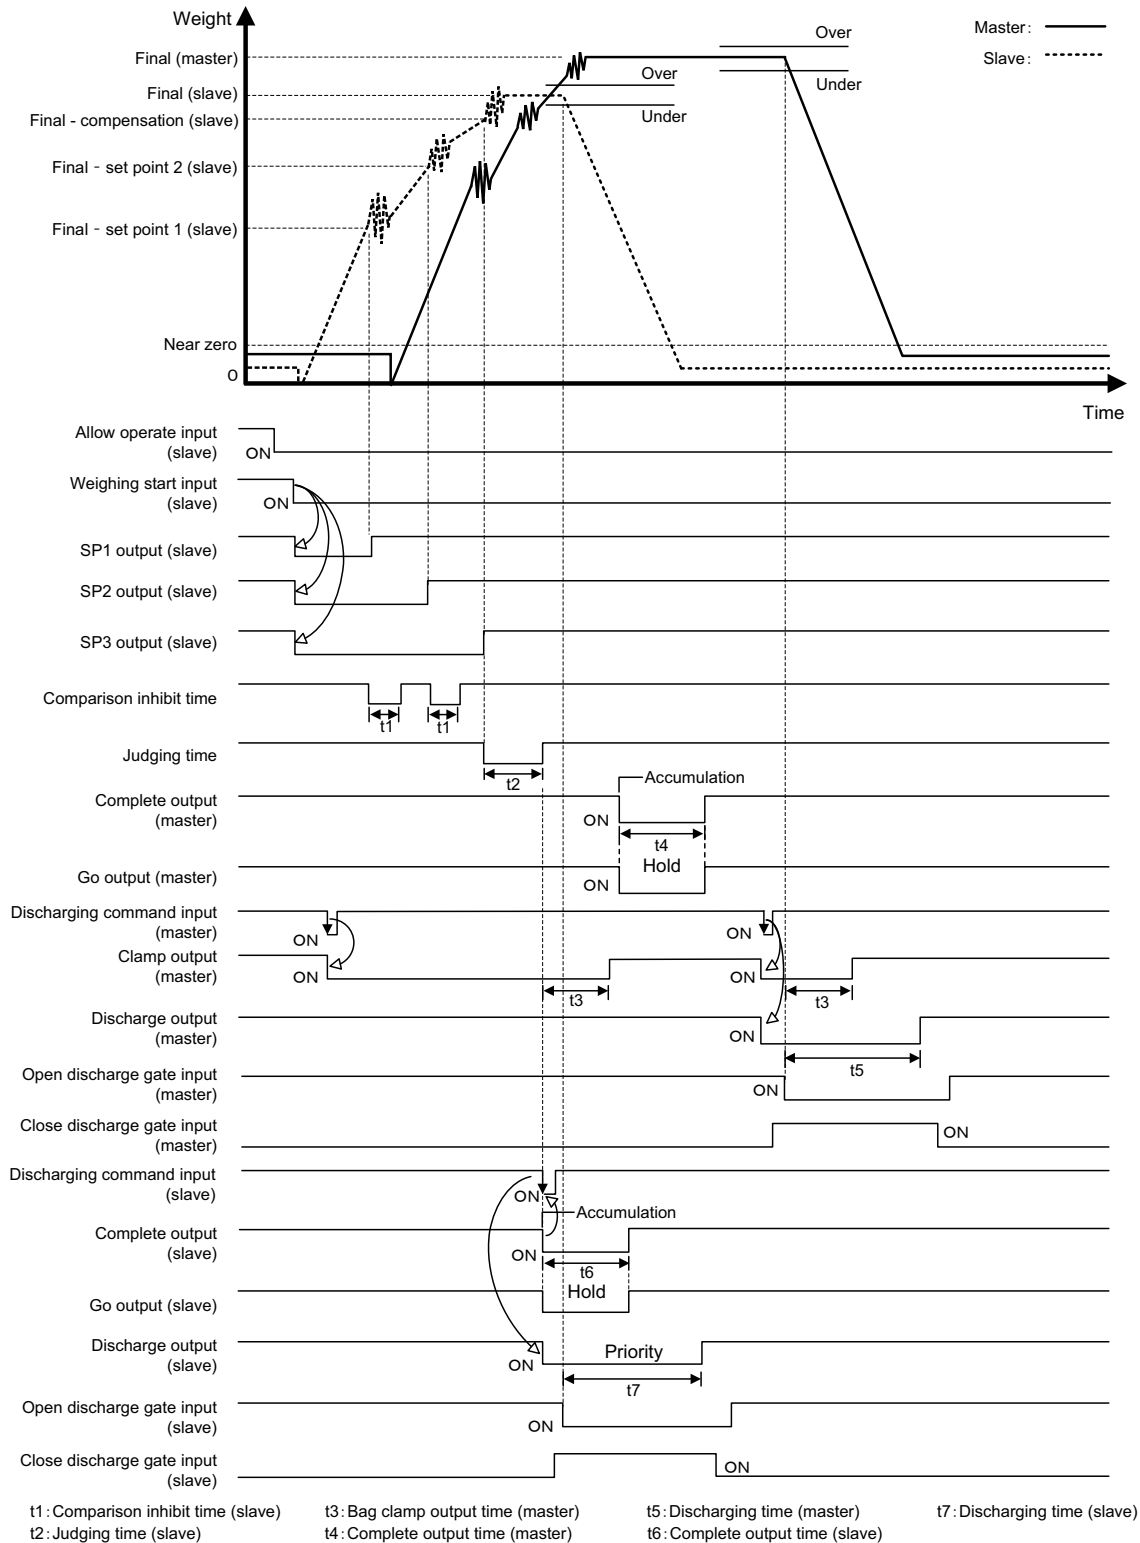 Weight
Master:
Slave:
Over
Final (master)
Over
Under
Final (slave)
Under
Final - compensation (slave)
Final - set point 2 (slave)
Final - set point 1 (slave)
Near zero
0
Time
Allow operate input
(slave)
ON
Weighing start input
(slave)
ON
SP1 output (slave)
SP2 output (slave)
SP3 output (slave)
Comparison inhibit time
t1
t1
Judging time
t2
Accumulation
Complete output
(master)
ON
t4
Hold
Go output (master)
ON
Discharging command input
(master)
ON
ON
Clamp output
(master)
ON
ON
t3
t3
Discharge output
(master)
ON
t5
Open discharge gate input
(master)
ON
Close discharge gate input
(master)
ON
Discharging command input
(slave)
ON
Accumulation
Complete output
(slave)
ON
t6
Hold
Go output (slave)
Discharge output
(slave)
ON
Priority
t7
Open discharge gate input
(slave)
ON
Close discharge gate input
(slave)
ON
t1: Comparison inhibit time (slave)
t3: Bag clamp output time (master)
t5: Discharging time (master)
t7: Discharging time (slave)
t2: Judging time (slave)
t4: Complete output time (master)
t6: Complete output time (slave)